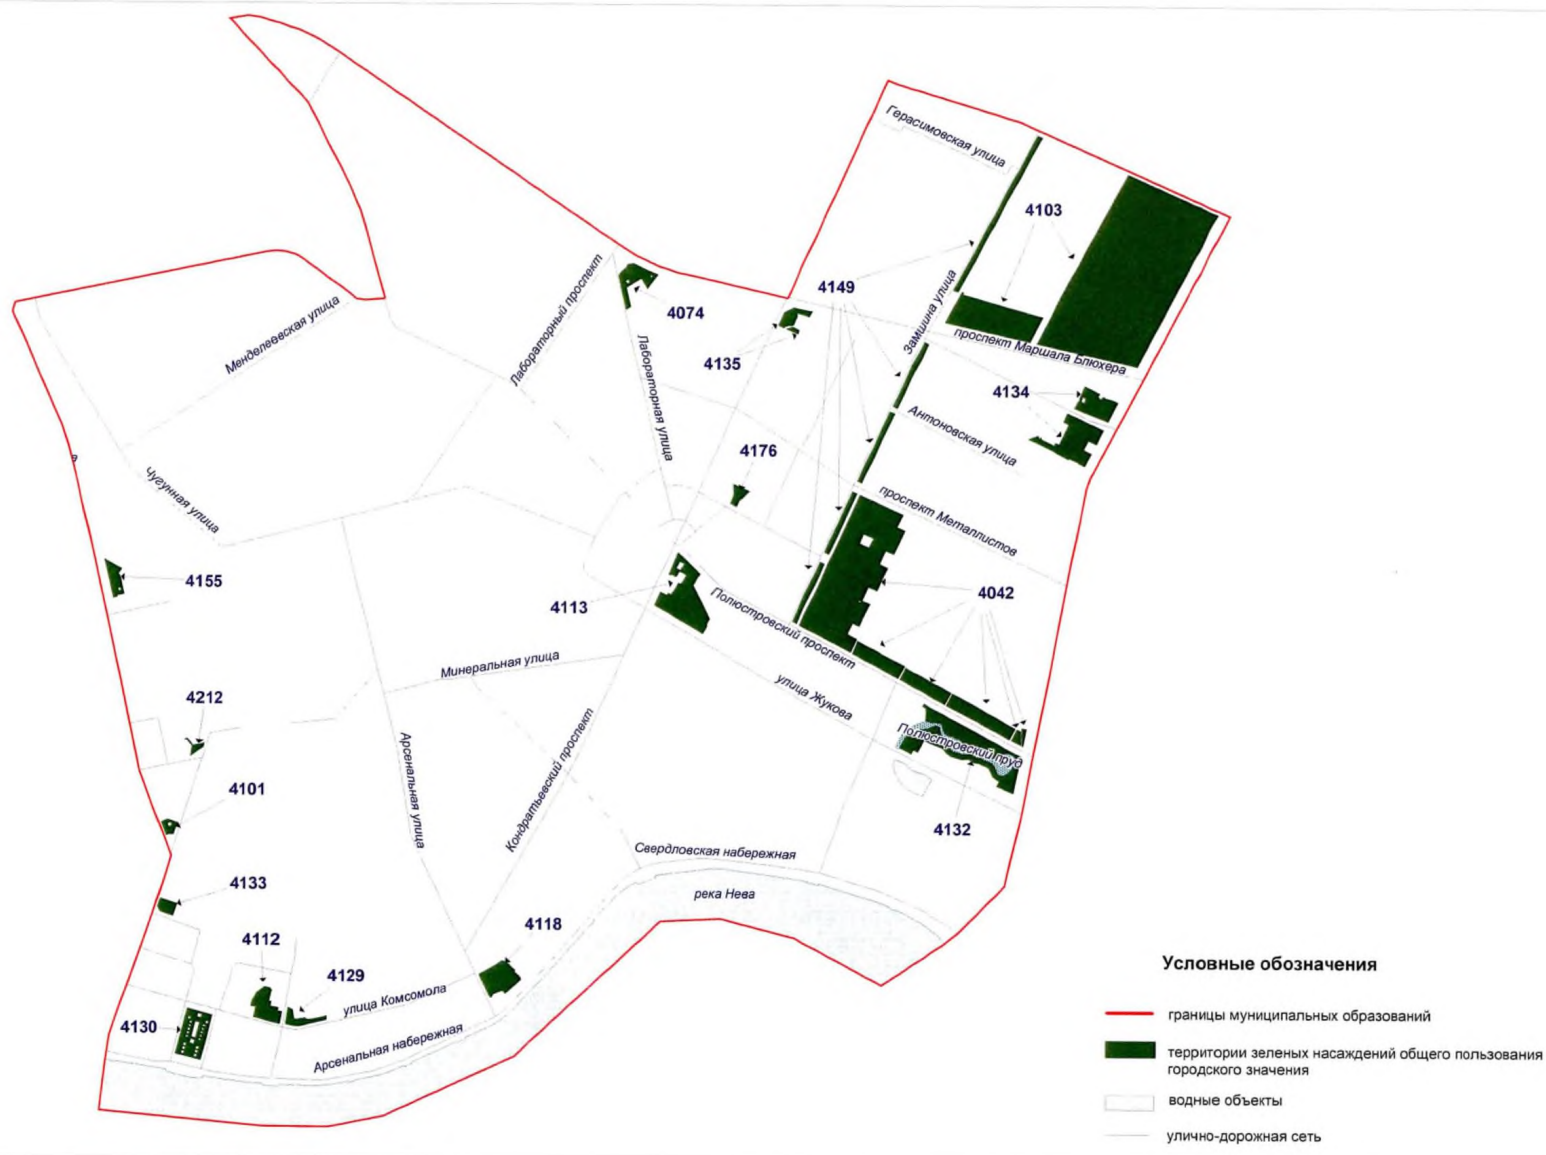 Герасимовская улица
4103
Лабораторный проспект
4149
4074
Замшина улица
Менделеевская улица
4135
проспект Маршала Блюхера
Лабораторная улица
4134
Антоновская улица
4176
Чугунная улица
проспект Металлистов
4155
4113
4042
Полюстровский проспект
Минеральная улица
улица Жукова
4212
Арсенальная улица
Кондратьевский проспект
Полюстровский пруд
4101
4132
Свердловская набережная
4133
река Нева
4118
4112
4129
улица Комсомола
4130
Арсенальная набережная
Условные обозначения
границы муниципальных образований
территории зеленых насаждений общего пользования
городского значения
водные объекты
улично-дорожная сеть